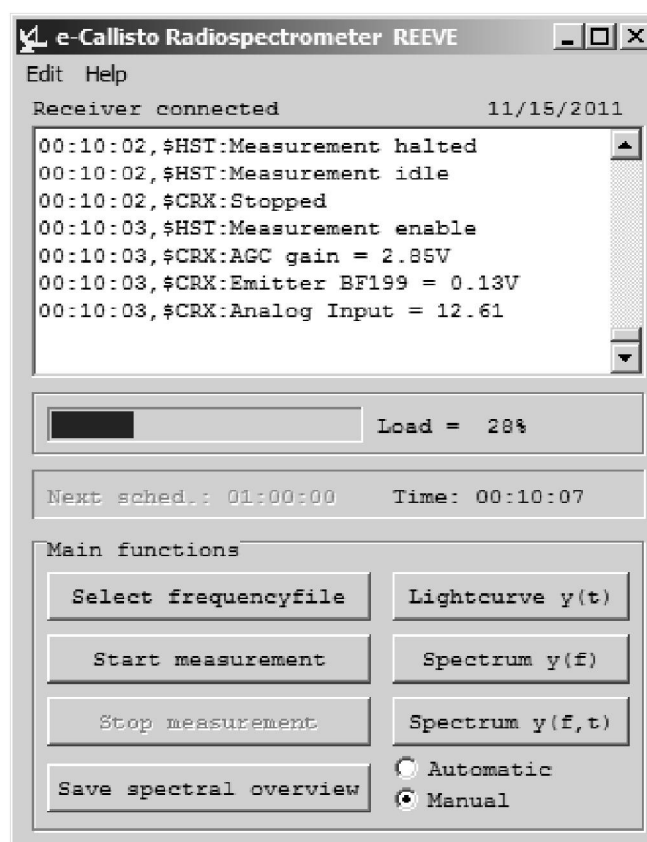 e-Callisto Radiospectrometer REEVE
Edit Help
Receiver connected 11/15/2011
00:10:02,$HST:Measurement halted
00:10:02,$HST:Measurement idle
00:10:02,$CRX:Stopped
00:10:03,$HST:Measurement enable
00:10:03,$CRX:AGC gain = 2.85V
00:10:03,$CRX:Emitter BF199 = 0.13V
00:10:03,$CRX:Analog Input = 12.61
Load = 28%
Next sched.: 01:00:00 Time: 00:10:07
Main functions
Select frequencyfile Lightcurve y(t)
Start measurement Spectrum y(f)
Stop measurement Spectrum y(f,t)
Automatic
Save spectral overview
Manual